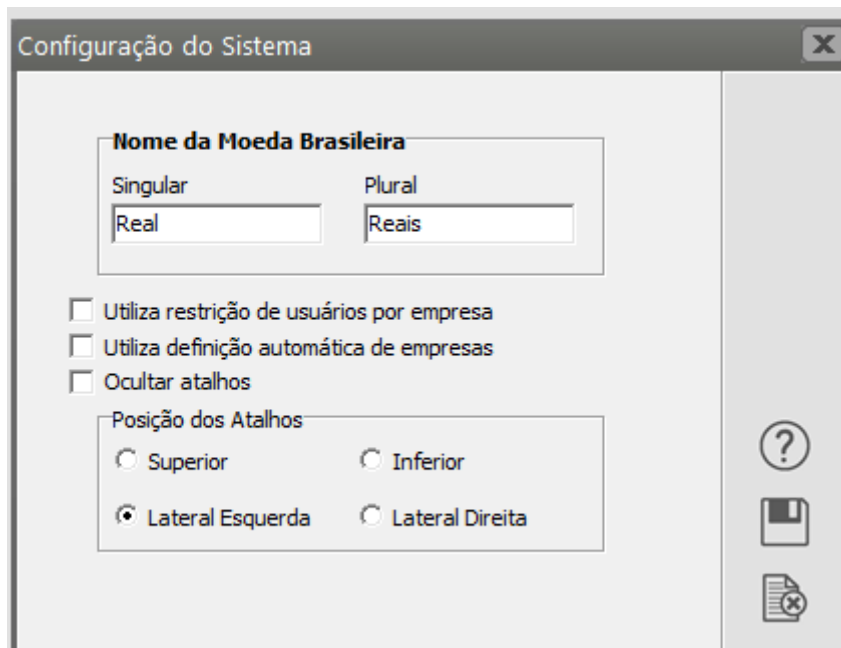 Configuração do Sistema
Nome da Moeda Brasileira
Singular Plural
Real Reais
Utiliza restrição de usuários por empresa
Utiliza definição automática de empresas
Ocultar atalhos
Posição dos Atalhos
Superior Inferior
Lateral Esquerda Lateral Direita